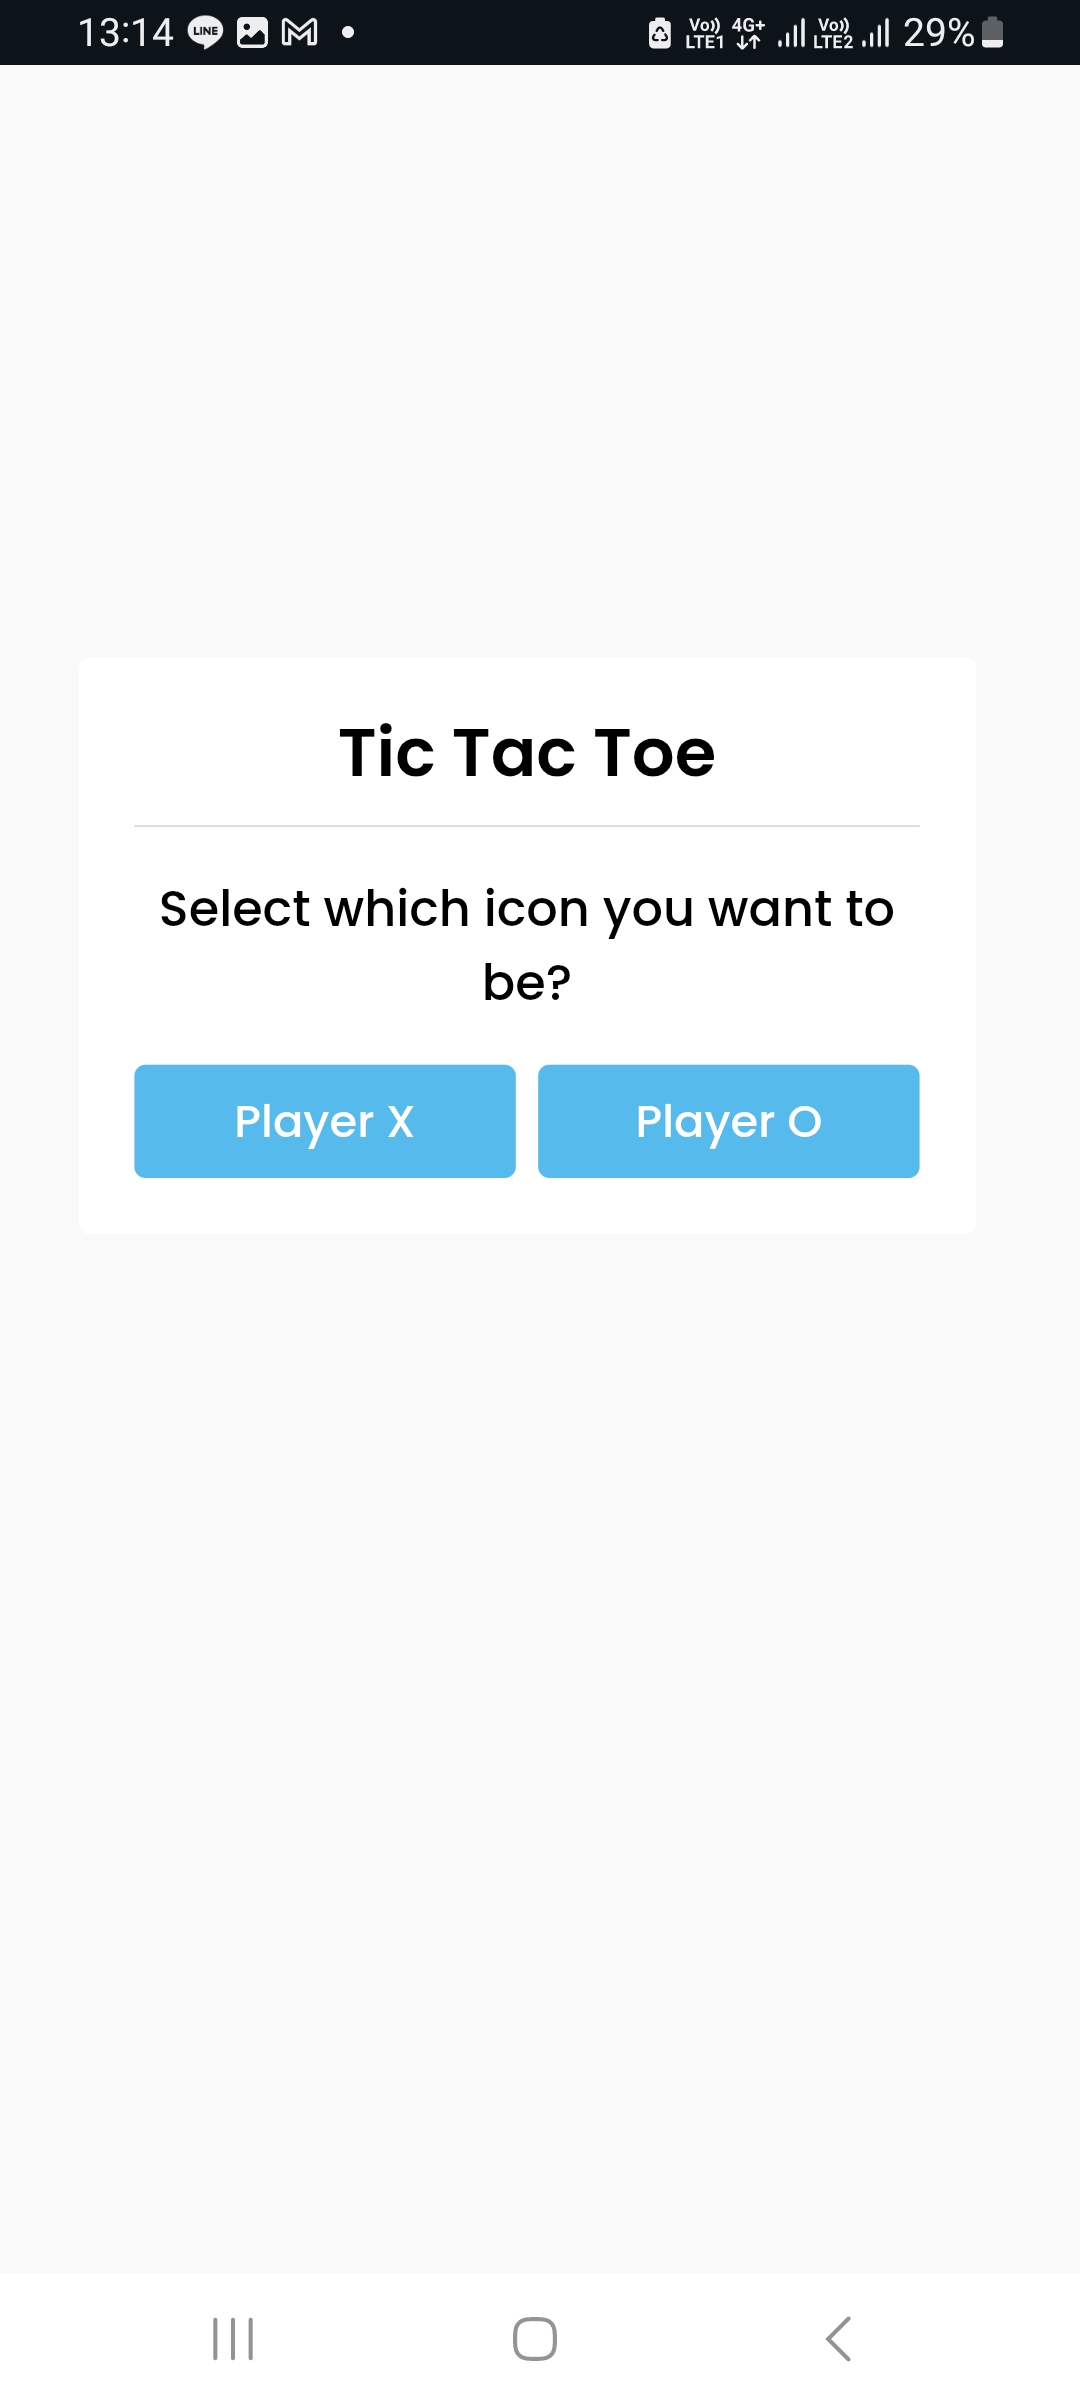 13:14 LINE Vo)) LTE1 4G+ Vo)) LTE2 29%
Tic Tac Toe
Select which icon you want to
be?
Player X Player O